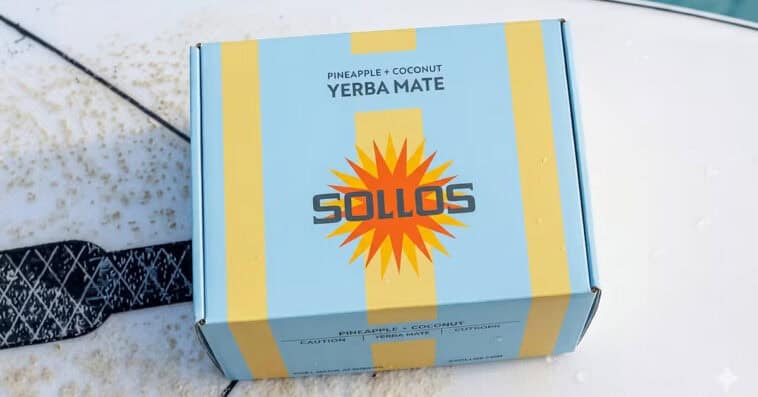 PINEAPPLE + COCONUT
YERBA MATE
SOLLOS
PINEAPPLE + COCONUT
CAUTION YERBA MATE